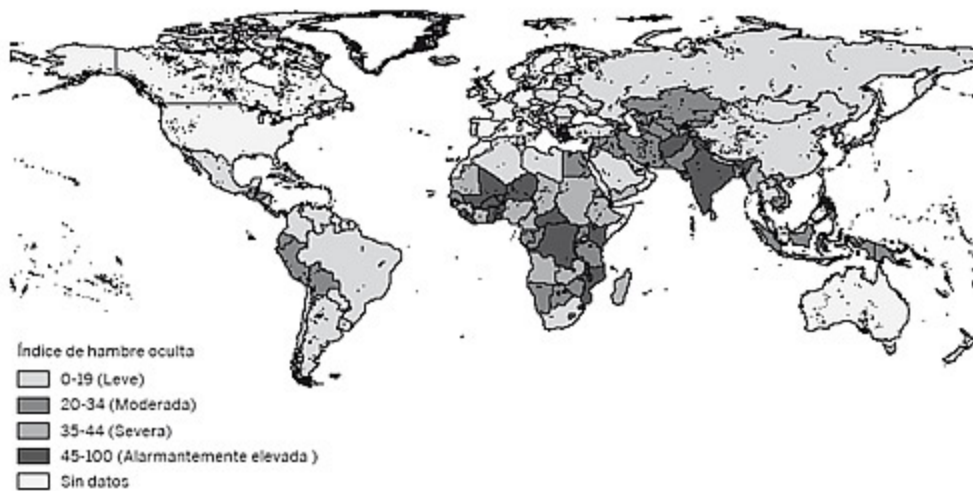 Índice de hambre oculta
0-19 (Leve)
20-34 (Moderada)
35-44 (Severa)
45-100 (Alarmantemente elevada )
Sin datos